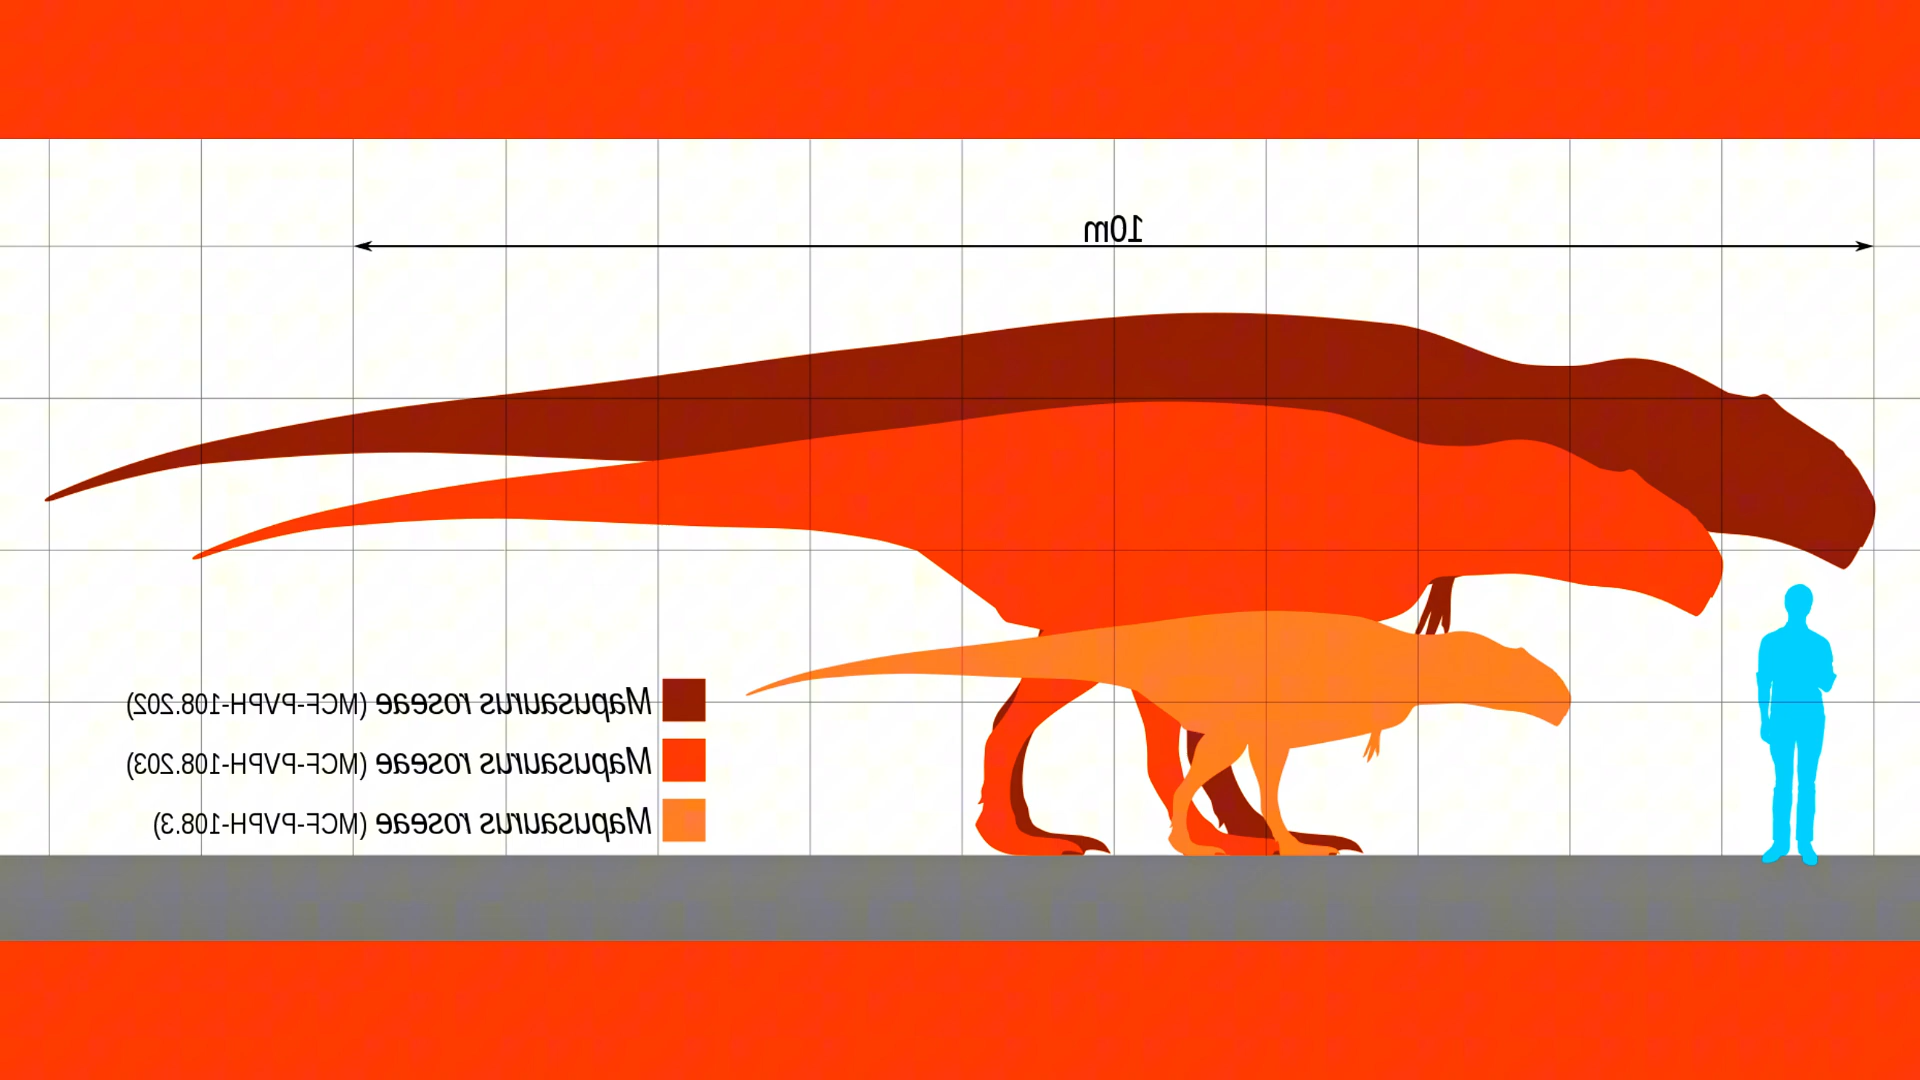 10m
Mapusaurus roseae (MCF-PVPH-108.202)
Mapusaurus roseae (MCF-PVPH-108.203)
Mapusaurus roseae (MCF-PVPH-108.3)